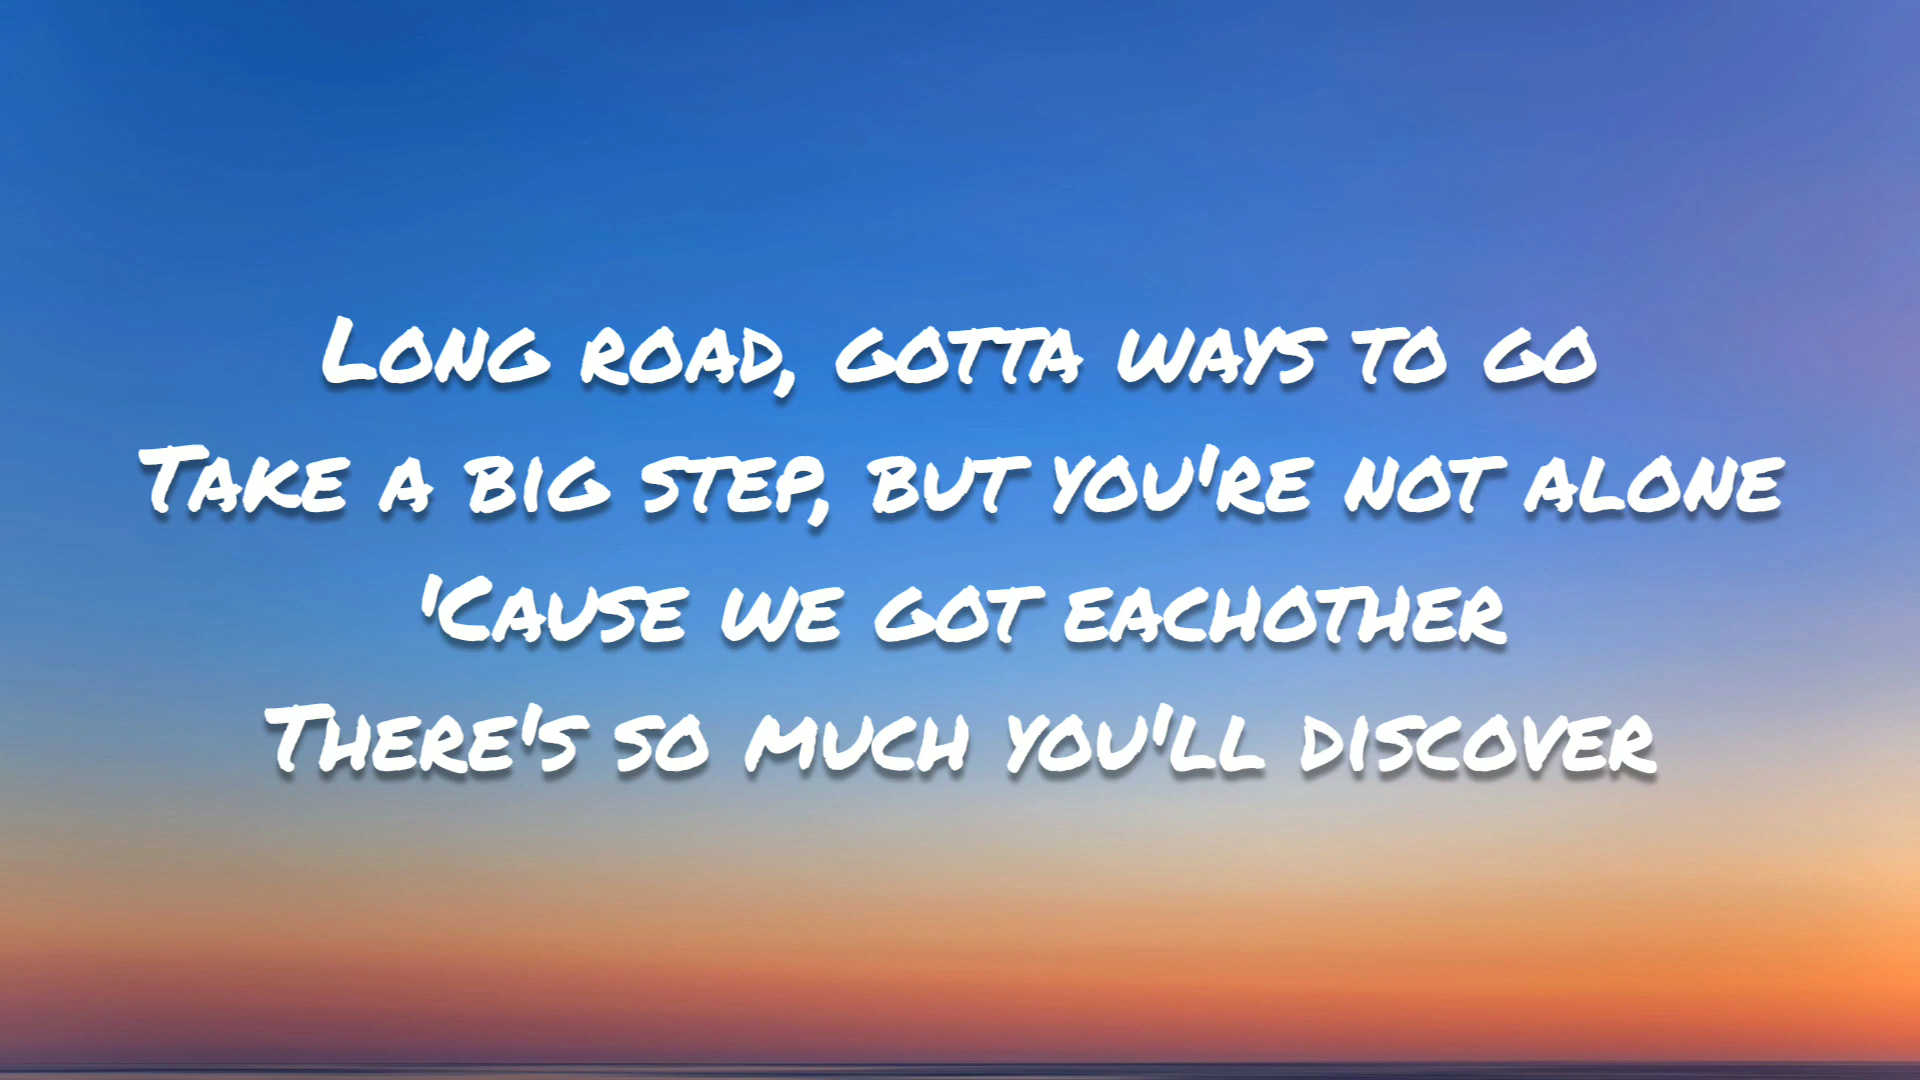 Long road, gotta ways to go
Take a big step, but you're not alone
'Cause we got eachother
There's so much you'll discover